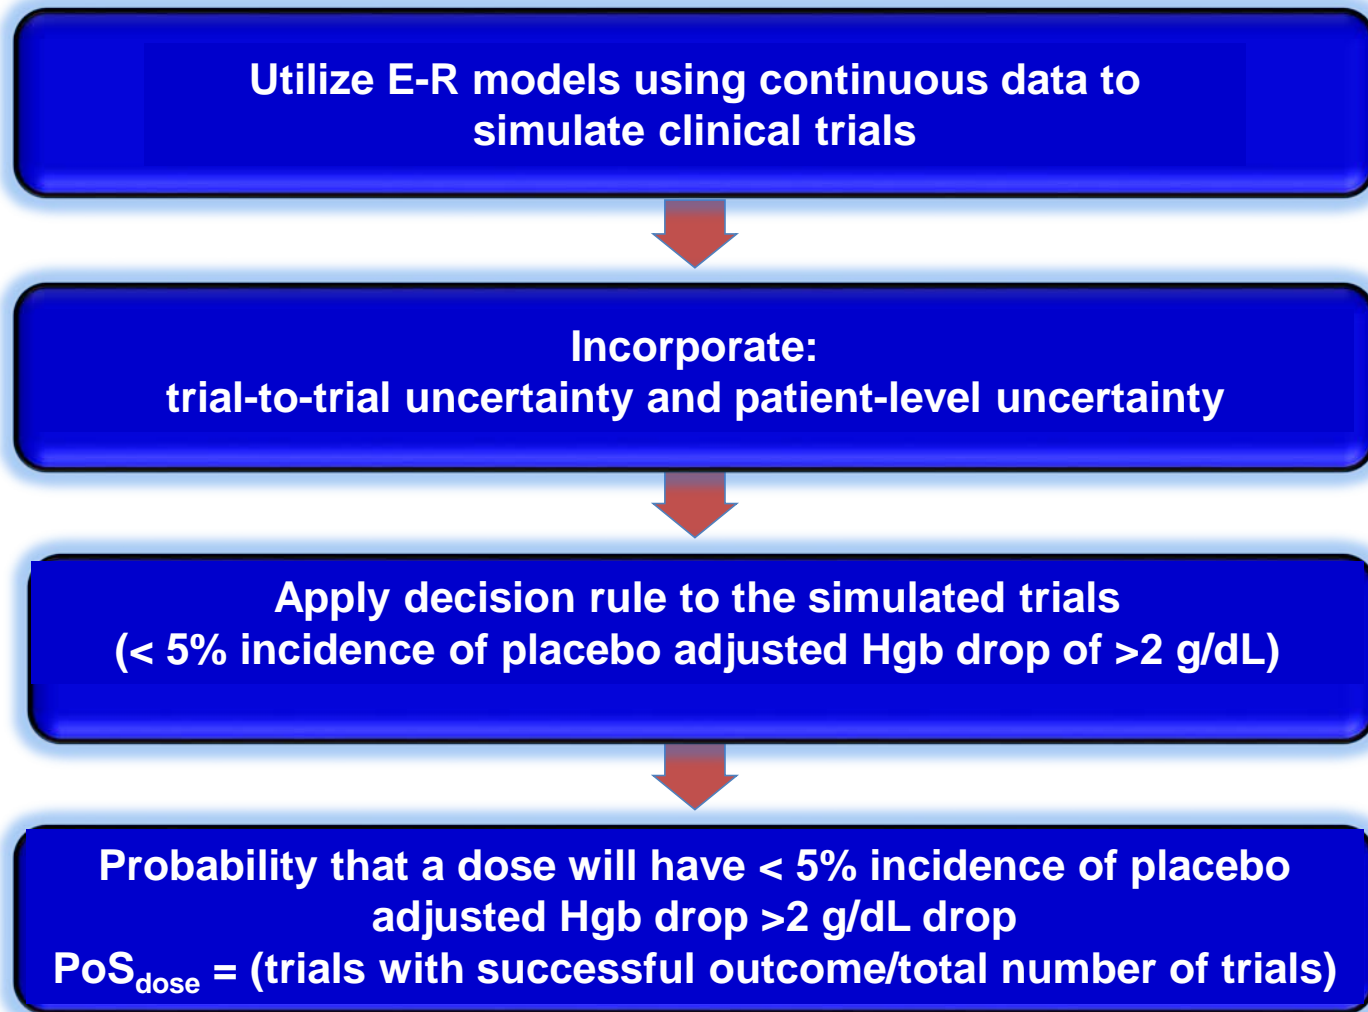 Utilize E-R models using continuous data to
simulate clinical trials
Incorporate:
trial-to-trial uncertainty and patient-level uncertainty
Apply decision rule to the simulated trials
(< 5% incidence of placebo adjusted Hgb drop of >2 g/dL)
Probability that a dose will have < 5% incidence of placebo
adjusted Hgb drop >2 g/dL drop
PoSdose = (trials with successful outcome/total number of trials)